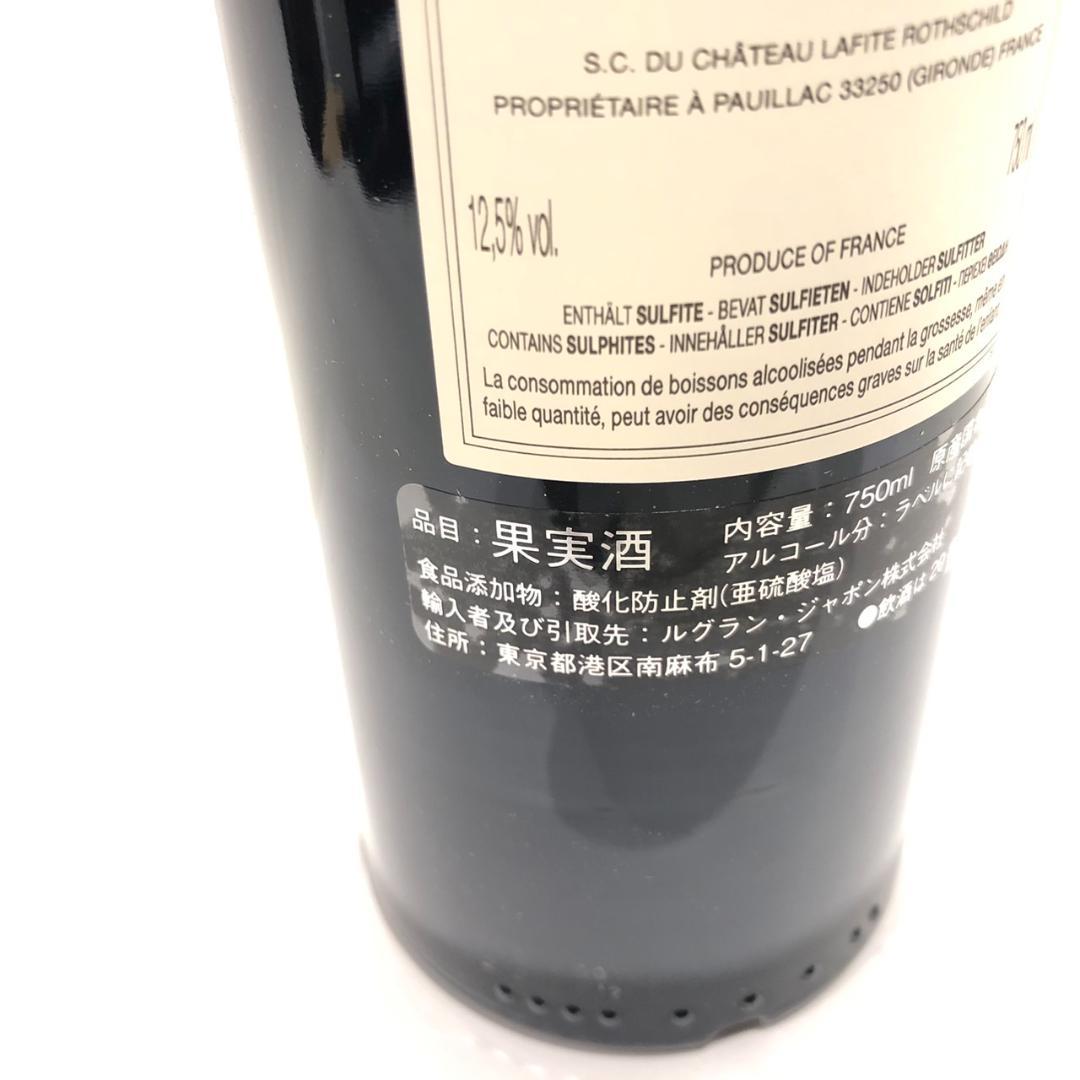 S.C. DU CHÂTEAU LAFITE ROTHSCHILD
PROPRIÉTAIRE À PAUILLAC 33250 (GIRONDE) FRANCE
12,5% vol.
PRODUCE OF FRANCE
ENTHÄLT SULFITE - BEVAT SULFIETEN - INDEHOLDER SULFITTER
CONTAINS SULPHITES - INNEHÅLLER SULFITER - CONTIENE SOLFITI -
La consommation de boissons alcoolisées pendant la grossesse, même en
faible quantité, peut avoir des conséquences graves sur la santé de l'enfant
品目：果実酒 内容量：750ml
アルコール分：ラベルに
食品添加物：酸化防止剤(亜硫酸塩)
輸入者及び引取先：ルグラン・ジャポン株式会社
住所：東京都港区南麻布 5-1-27 ●飲酒は20